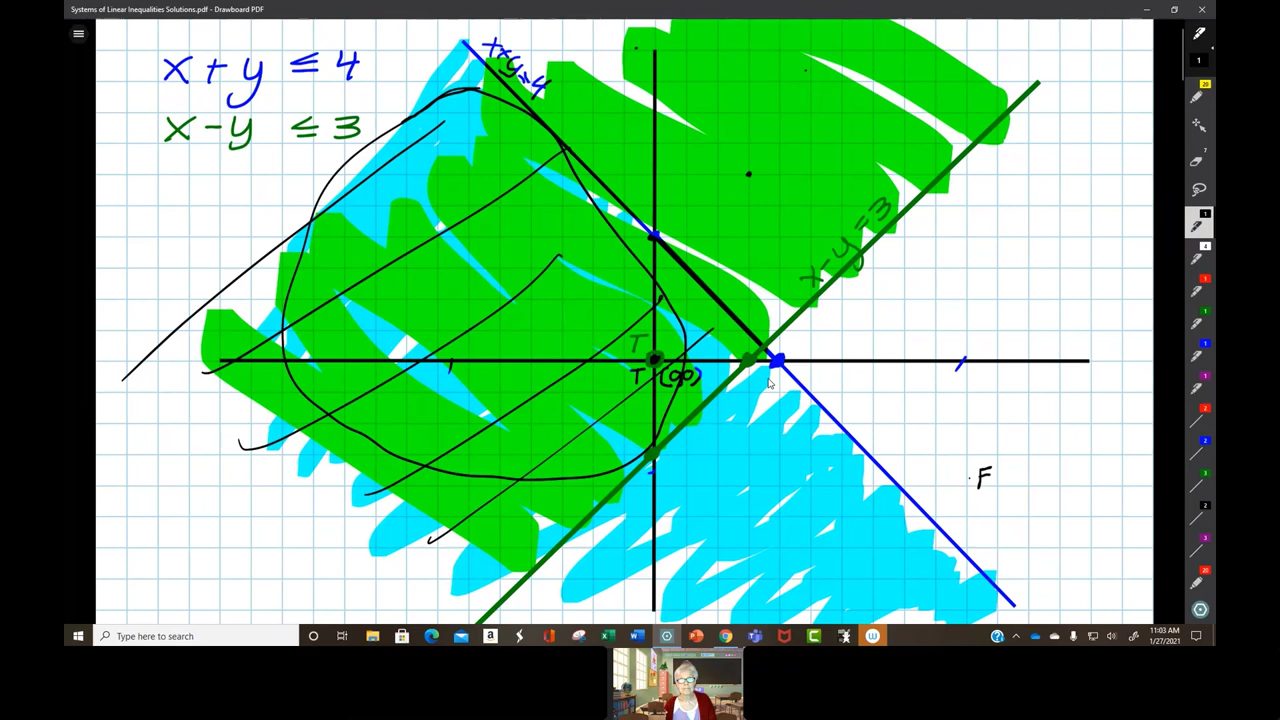 Systems of Linear Inequalities Solutions.pdf - Drawboard PDF
x + y ≤ 4
x - y ≤ 3
x - y = 3
T
T (0,0)
F
Type here to search
11:03 AM
1/27/2021